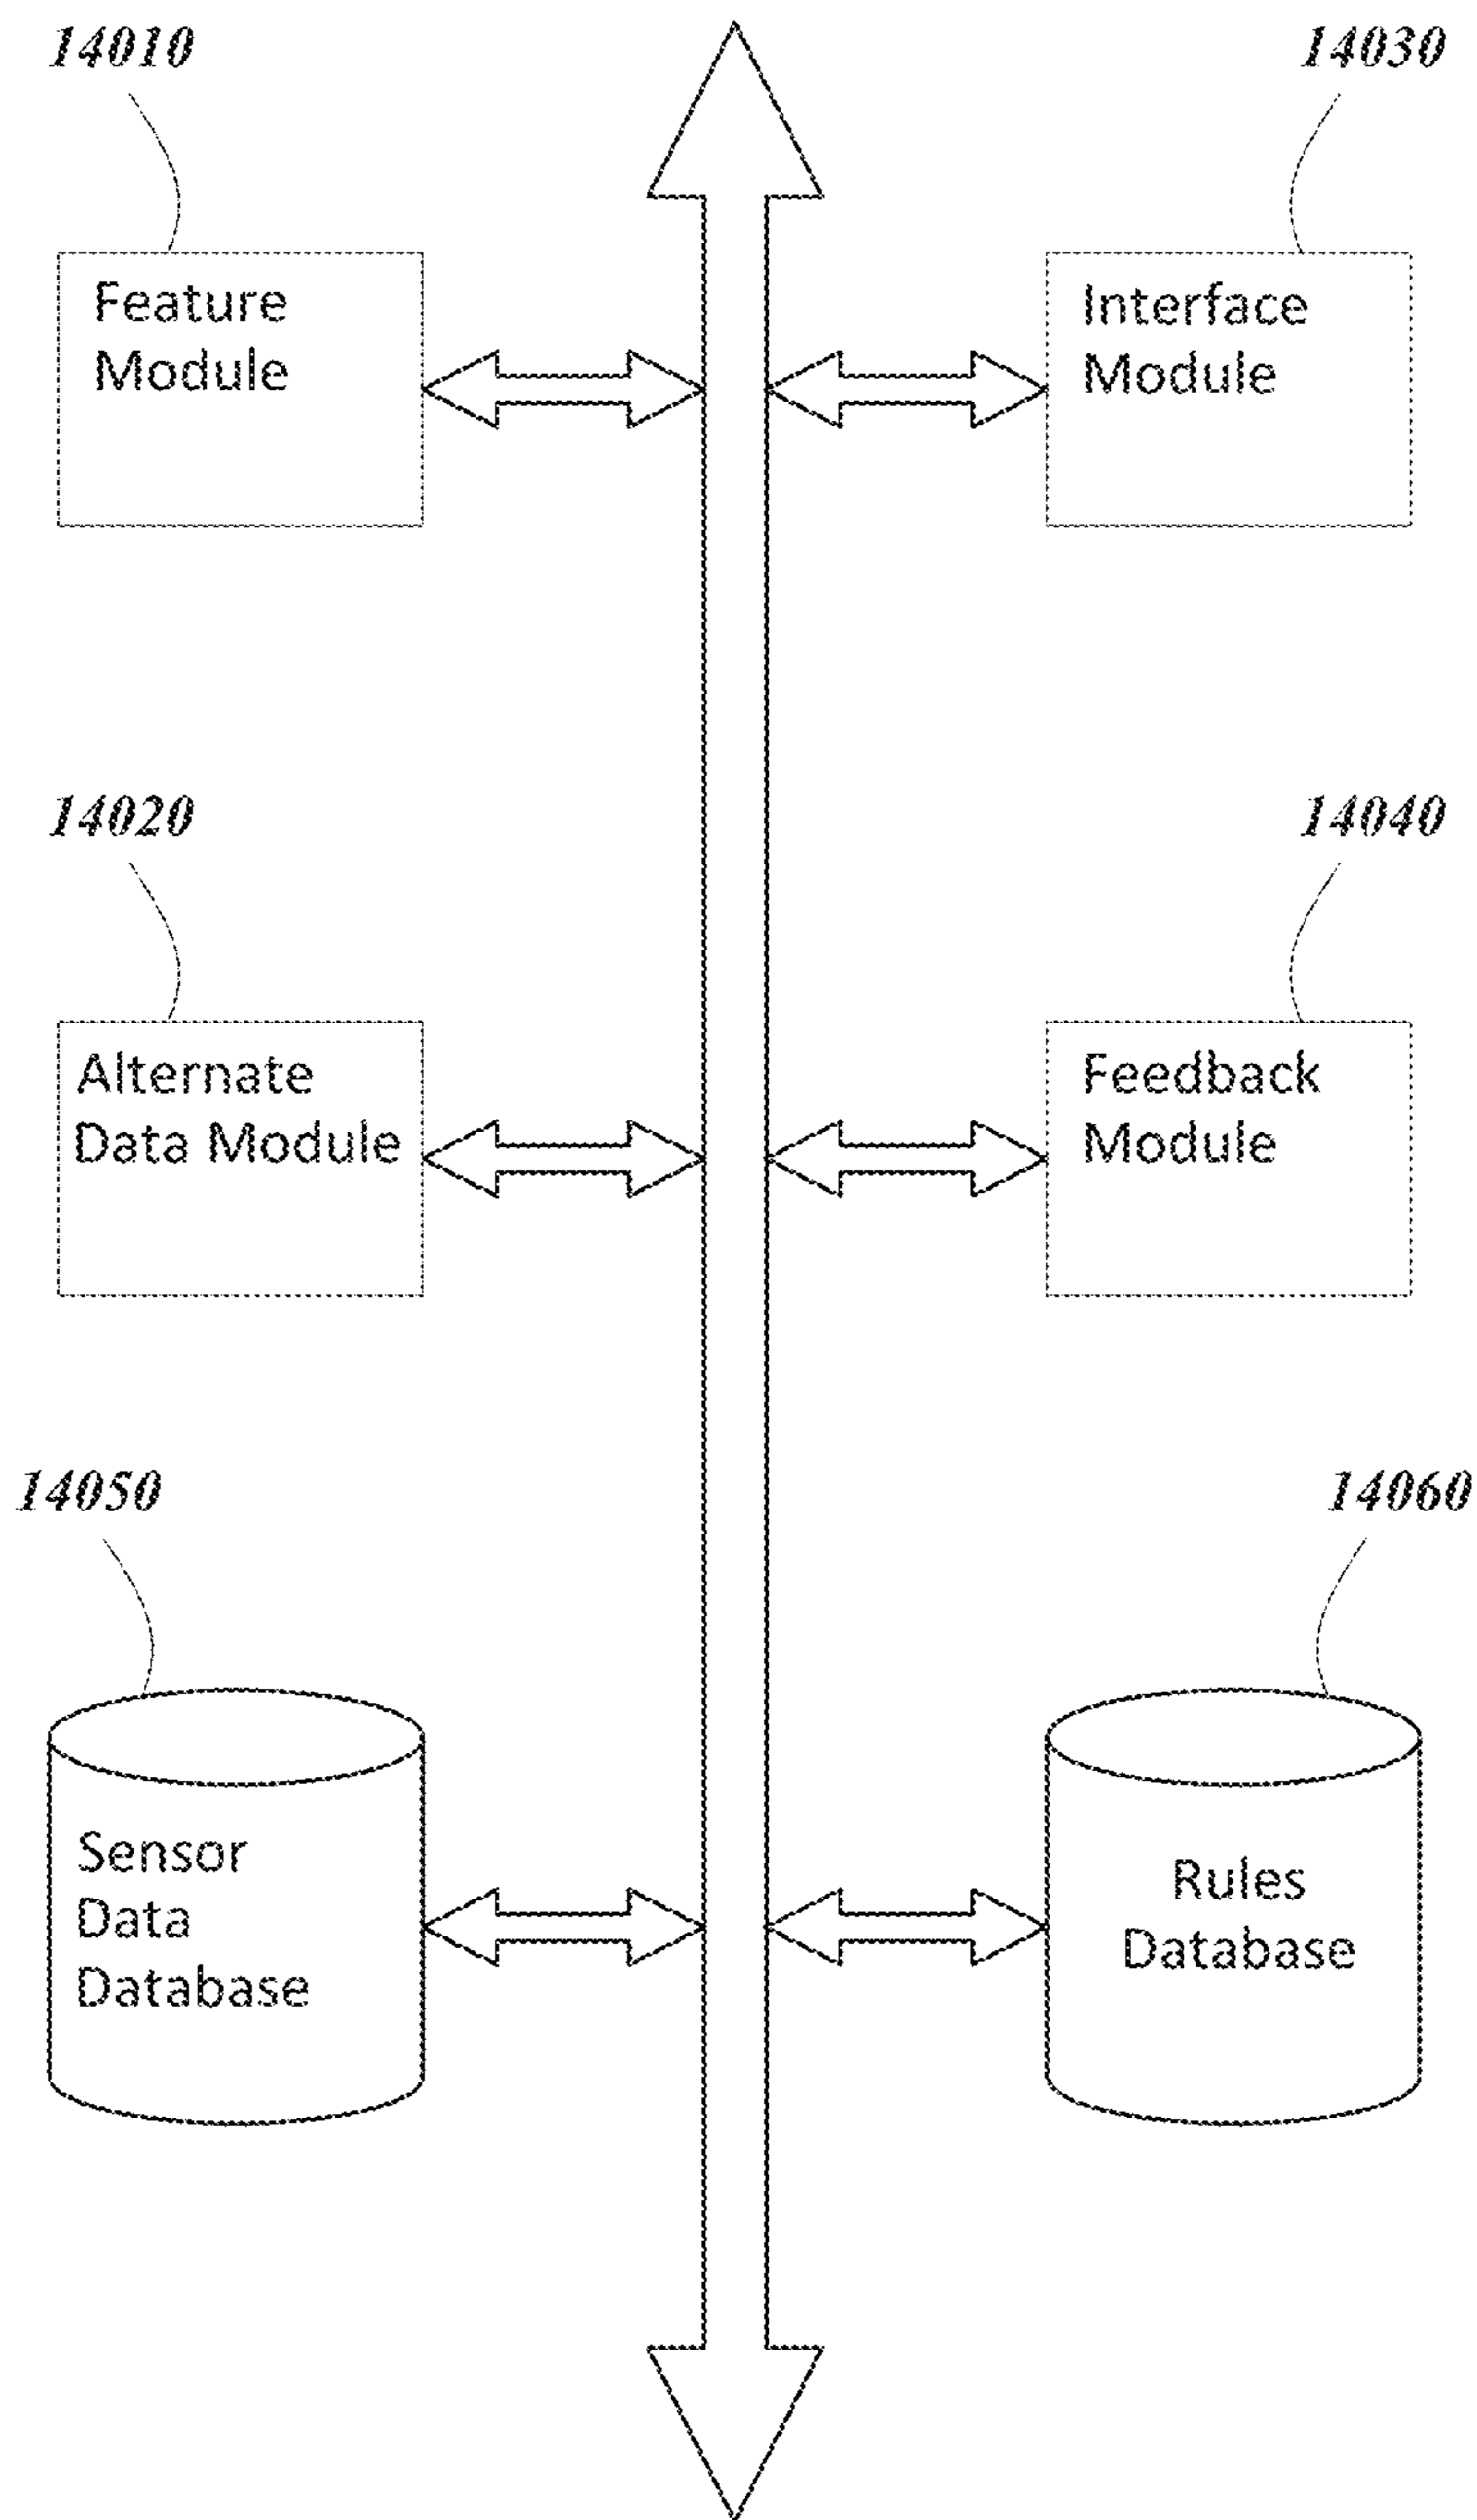 14010
14030
Feature
Module
Interface
Module
14020
14040
Alternate
Data Module
Feedback
Module
14050
14060
Sensor
Data
Database
Rules
Database